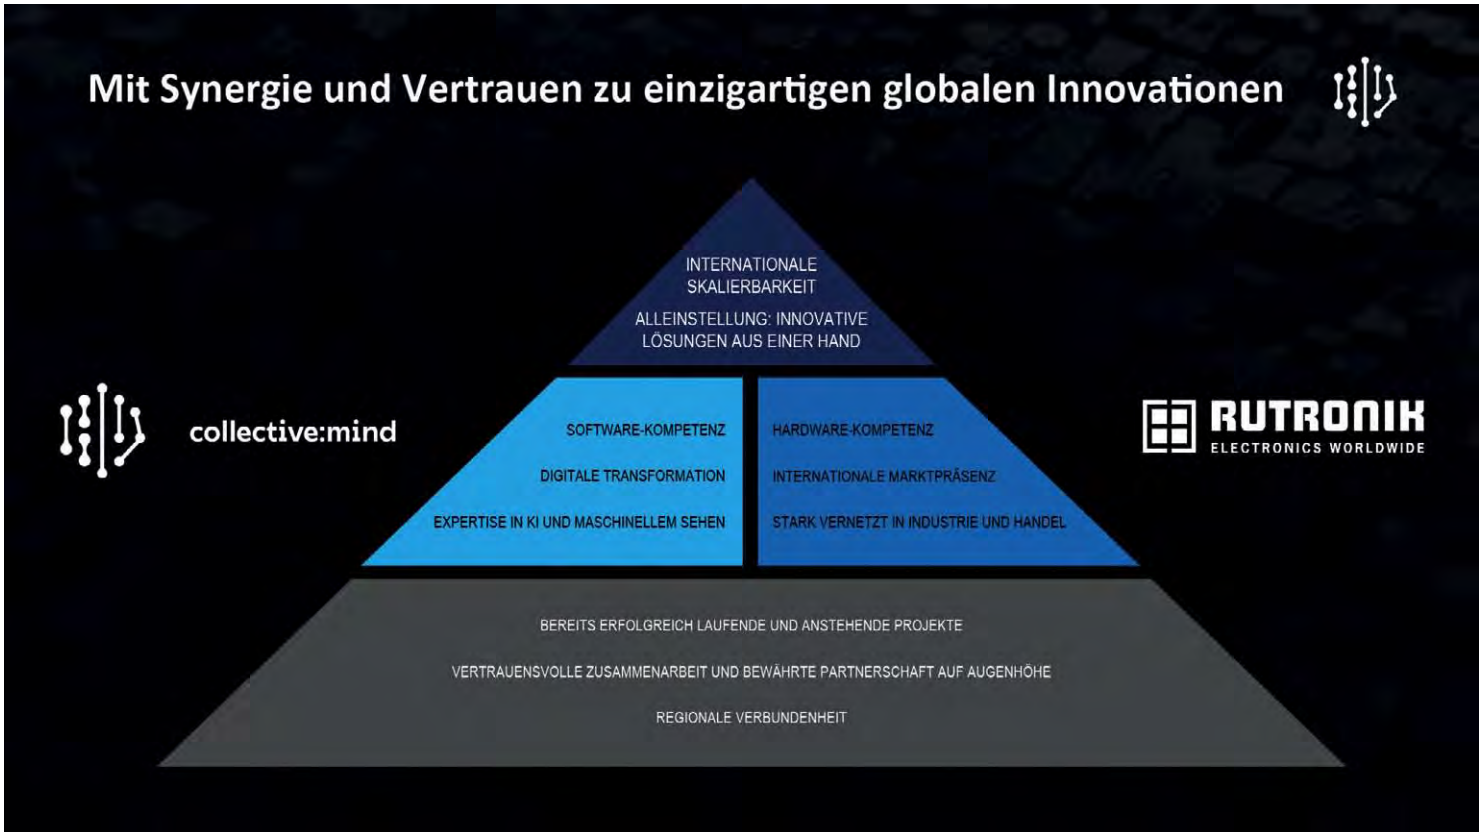 Mit Synergie und Vertrauen zu einzigartigen globalen Innovationen
INTERNATIONALE
SKALIERBARKEIT
ALLEINSTELLUNG: INNOVATIVE
LÖSUNGEN AUS EINER HAND
collective:mind
SOFTWARE-KOMPETENZ
DIGITALE TRANSFORMATION
EXPERTISE IN KI UND MASCHINELLEM SEHEN
HARDWARE-KOMPETENZ
INTERNATIONALE MARKTPRÄSENZ
STARK VERNETZT IN INDUSTRIE UND HANDEL
RUTRONIK
ELECTRONICS WORLDWIDE
BEREITS ERFOLGREICH LAUFENDE UND ANSTEHENDE PROJEKTE
VERTRAUENSVOLLE ZUSAMMENARBEIT UND BEWÄHRTE PARTNERSCHAFT AUF AUGENHÖHE
REGIONALE VERBUNDENHEIT